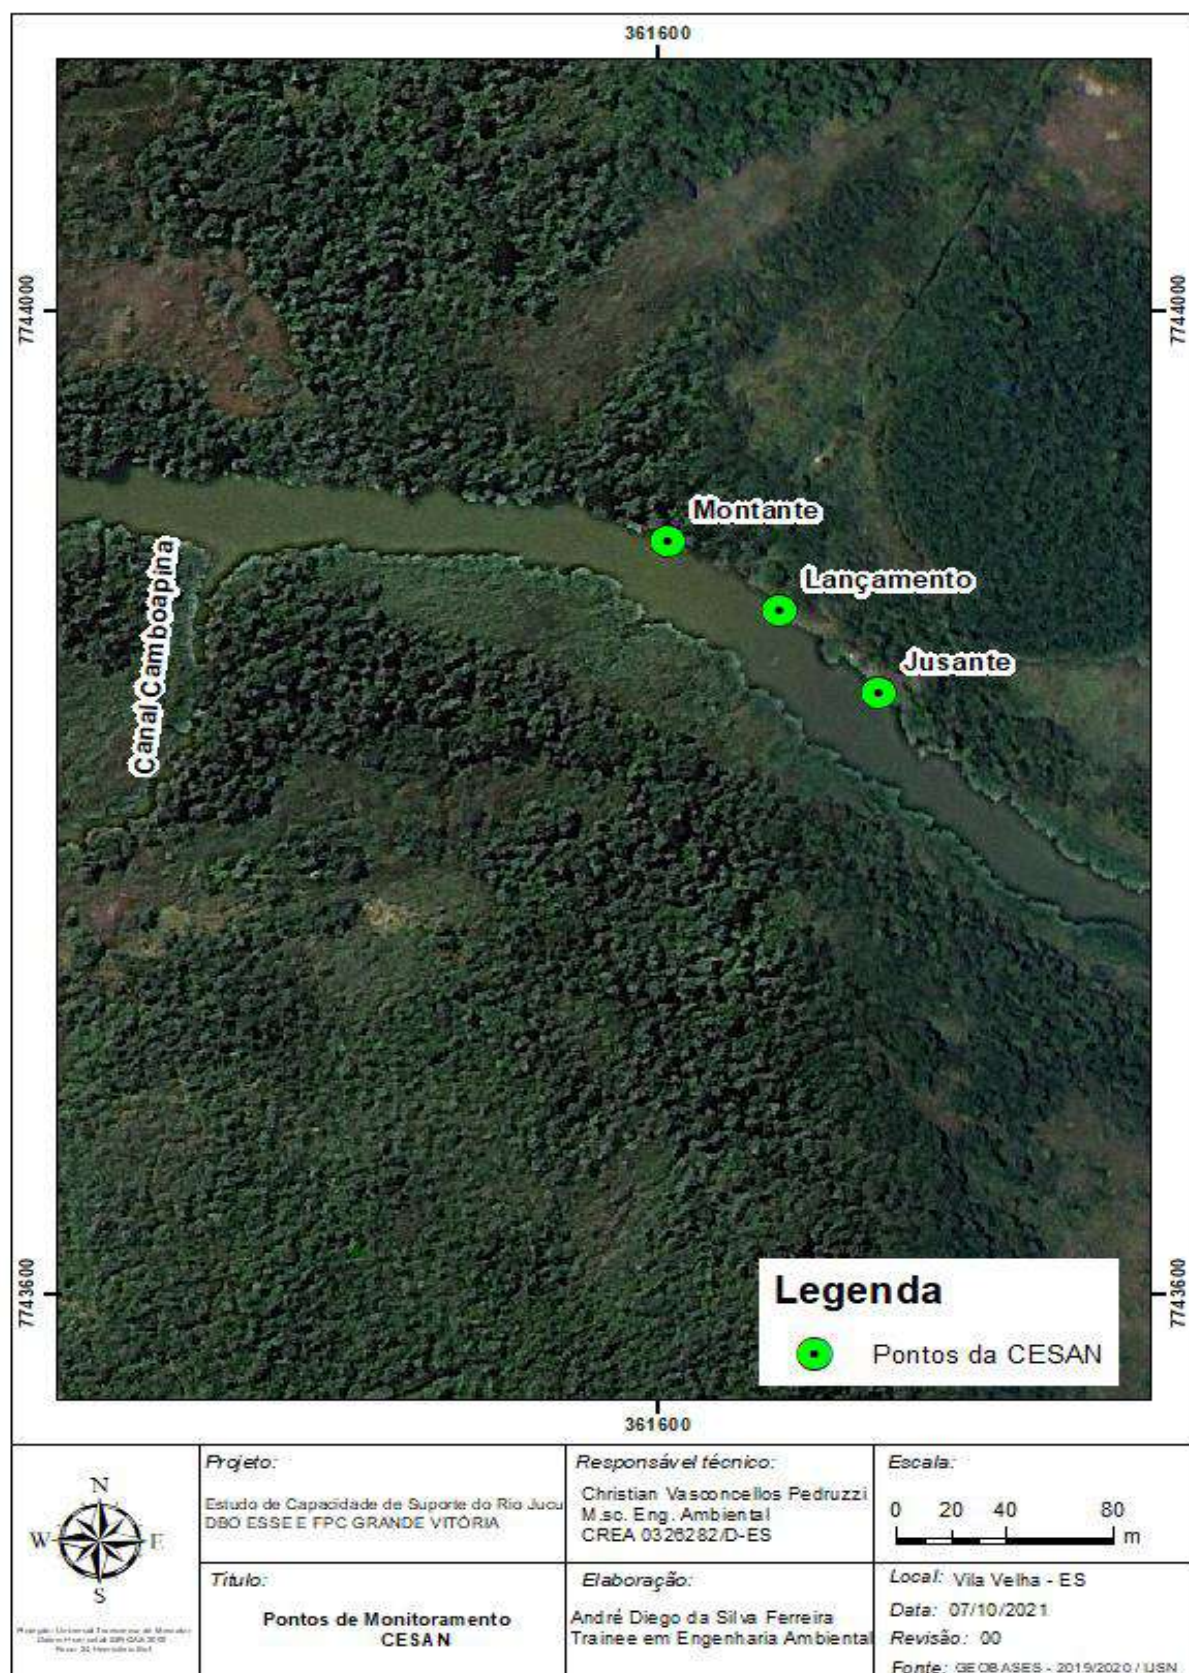 361600
7744000
7744000
Montante
Lançamento
Canal Camboapina
Jusante
7743600
7743600
Legenda
Pontos da CESAN
361600
N
W E
S
Projeto:
Estudo de Capacidade de Suporte do Rio Jucu
DBO ESSE E FPC GRANDE VITÓRIA
Responsável técnico:
Christian Vasconcellos Pedruzzi
M.sc. Eng. Ambiental
CREA 0326282/D-ES
Escala:
0 20 40 80
m
Título:
Pontos de Monitoramento
CESAN
Elaboração:
André Diego da Silva Ferreira
Trainee em Engenharia Ambiental
Local: Vila Velha - ES
Data: 07/10/2021
Revisão: 00
Fonte: GEOBASES - 2019/2020 / IJSN